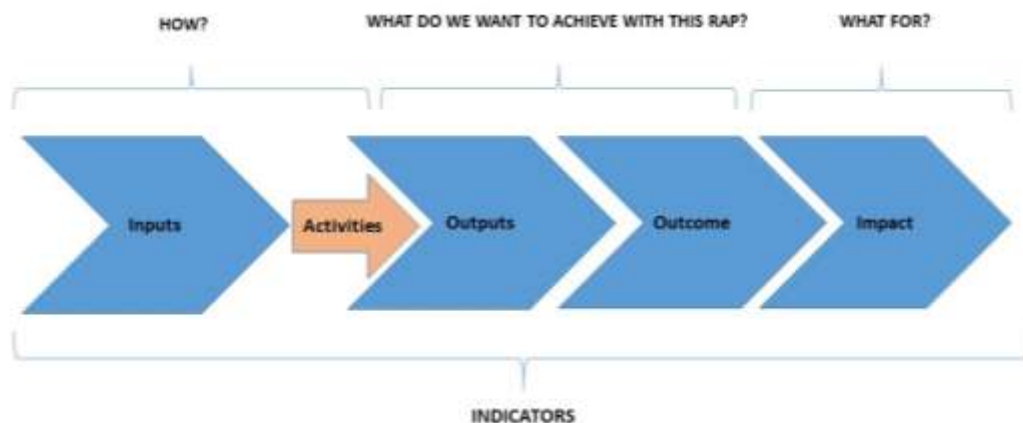 HOW?
WHAT DO WE WANT TO ACHIEVE WITH THIS RAP?
WHAT FOR?
Inputs
Activities
Outputs
Outcome
Impact
INDICATORS